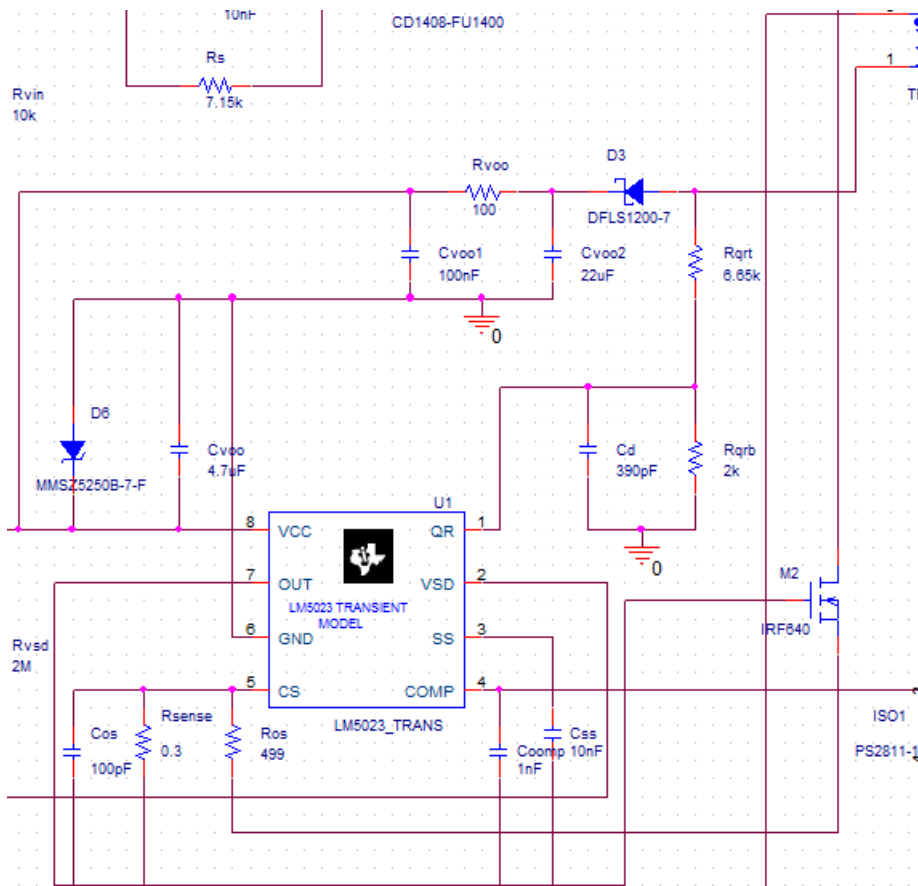 10nF
CD1408-FU1400
Rs
7.15k
Rvin
10k
1
Rvoo
100
D3
DFLS1200-7
Cvoo1
100nF
Cvoo2
22uF
Rqrt
6.65k
0
D6
MMSZ5250B-7-F
Cvoo
4.7uF
Cd
390pF
Rqrb
2k
0
U1
8 VCC
QR 1
7 OUT
VSD 2
LM5023 TRANSIENT
MODEL
6 GND
SS 3
5 CS
COMP 4
LM5023_TRANS
M2
IRF640
Rvsd
2M
Cos
100pF
Rsense
0.3
Ros
499
Ccomp
1nF
Css
10nF
ISO1
PS2811-1